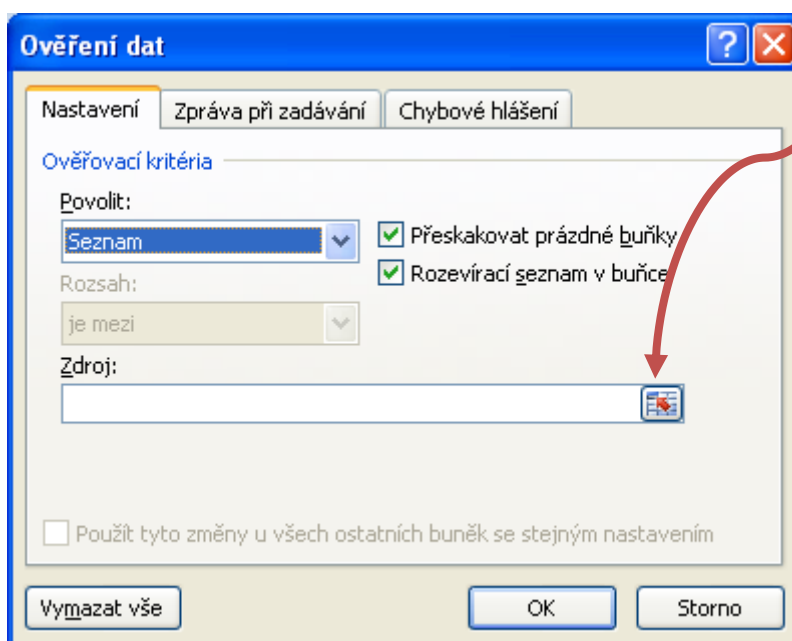 Ověření dat
Nastavení Zpráva při zadávání Chybové hlášení
Ověřovací kritéria
Povolit:
Seznam
Přeskakovat prázdné buňky
Rozsah:
Rozevírací seznam v buňce
je mezi
Zdroj:
Použít tyto změny u všech ostatních buněk se stejným nastavením
Vymazat vše OK Storno